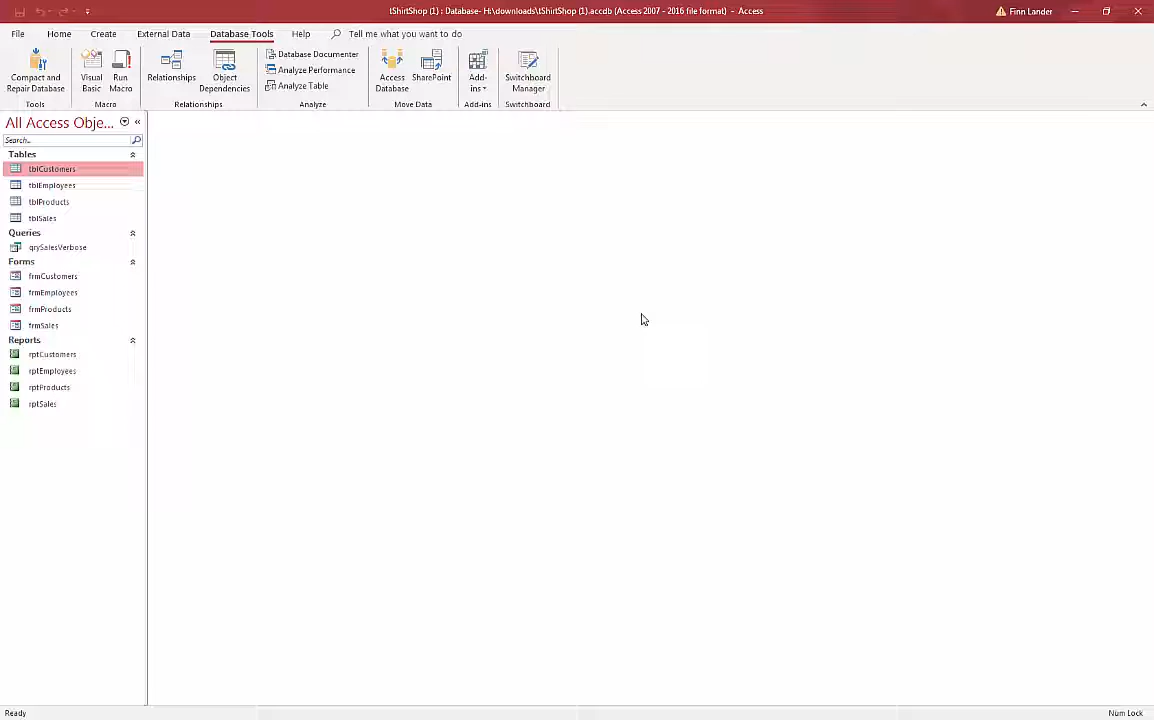 tShirtShop (1) : Database- H:\downloads\tShirtShop (1).accdb (Access 2007 - 2016 file format) - Access
Finn Lander
File Home Create External Data Database Tools Help Tell me what you want to do
Compact and Repair Database
Visual Basic
Run Macro
Relationships
Object Dependencies
Database Documenter
Analyze Performance
Analyze Table
Access Database
SharePoint
Add-ins
Switchboard Manager
Tools Macro Relationships Analyze Move Data Add-ins Switchboard
All Access Obje...
Search...
Tables
tblCustomers
tblEmployees
tblProducts
tblSales
Queries
qrySalesVerbose
Forms
frmCustomers
frmEmployees
frmProducts
frmSales
Reports
rptCustomers
rptEmployees
rptProducts
rptSales
Ready
Num Lock